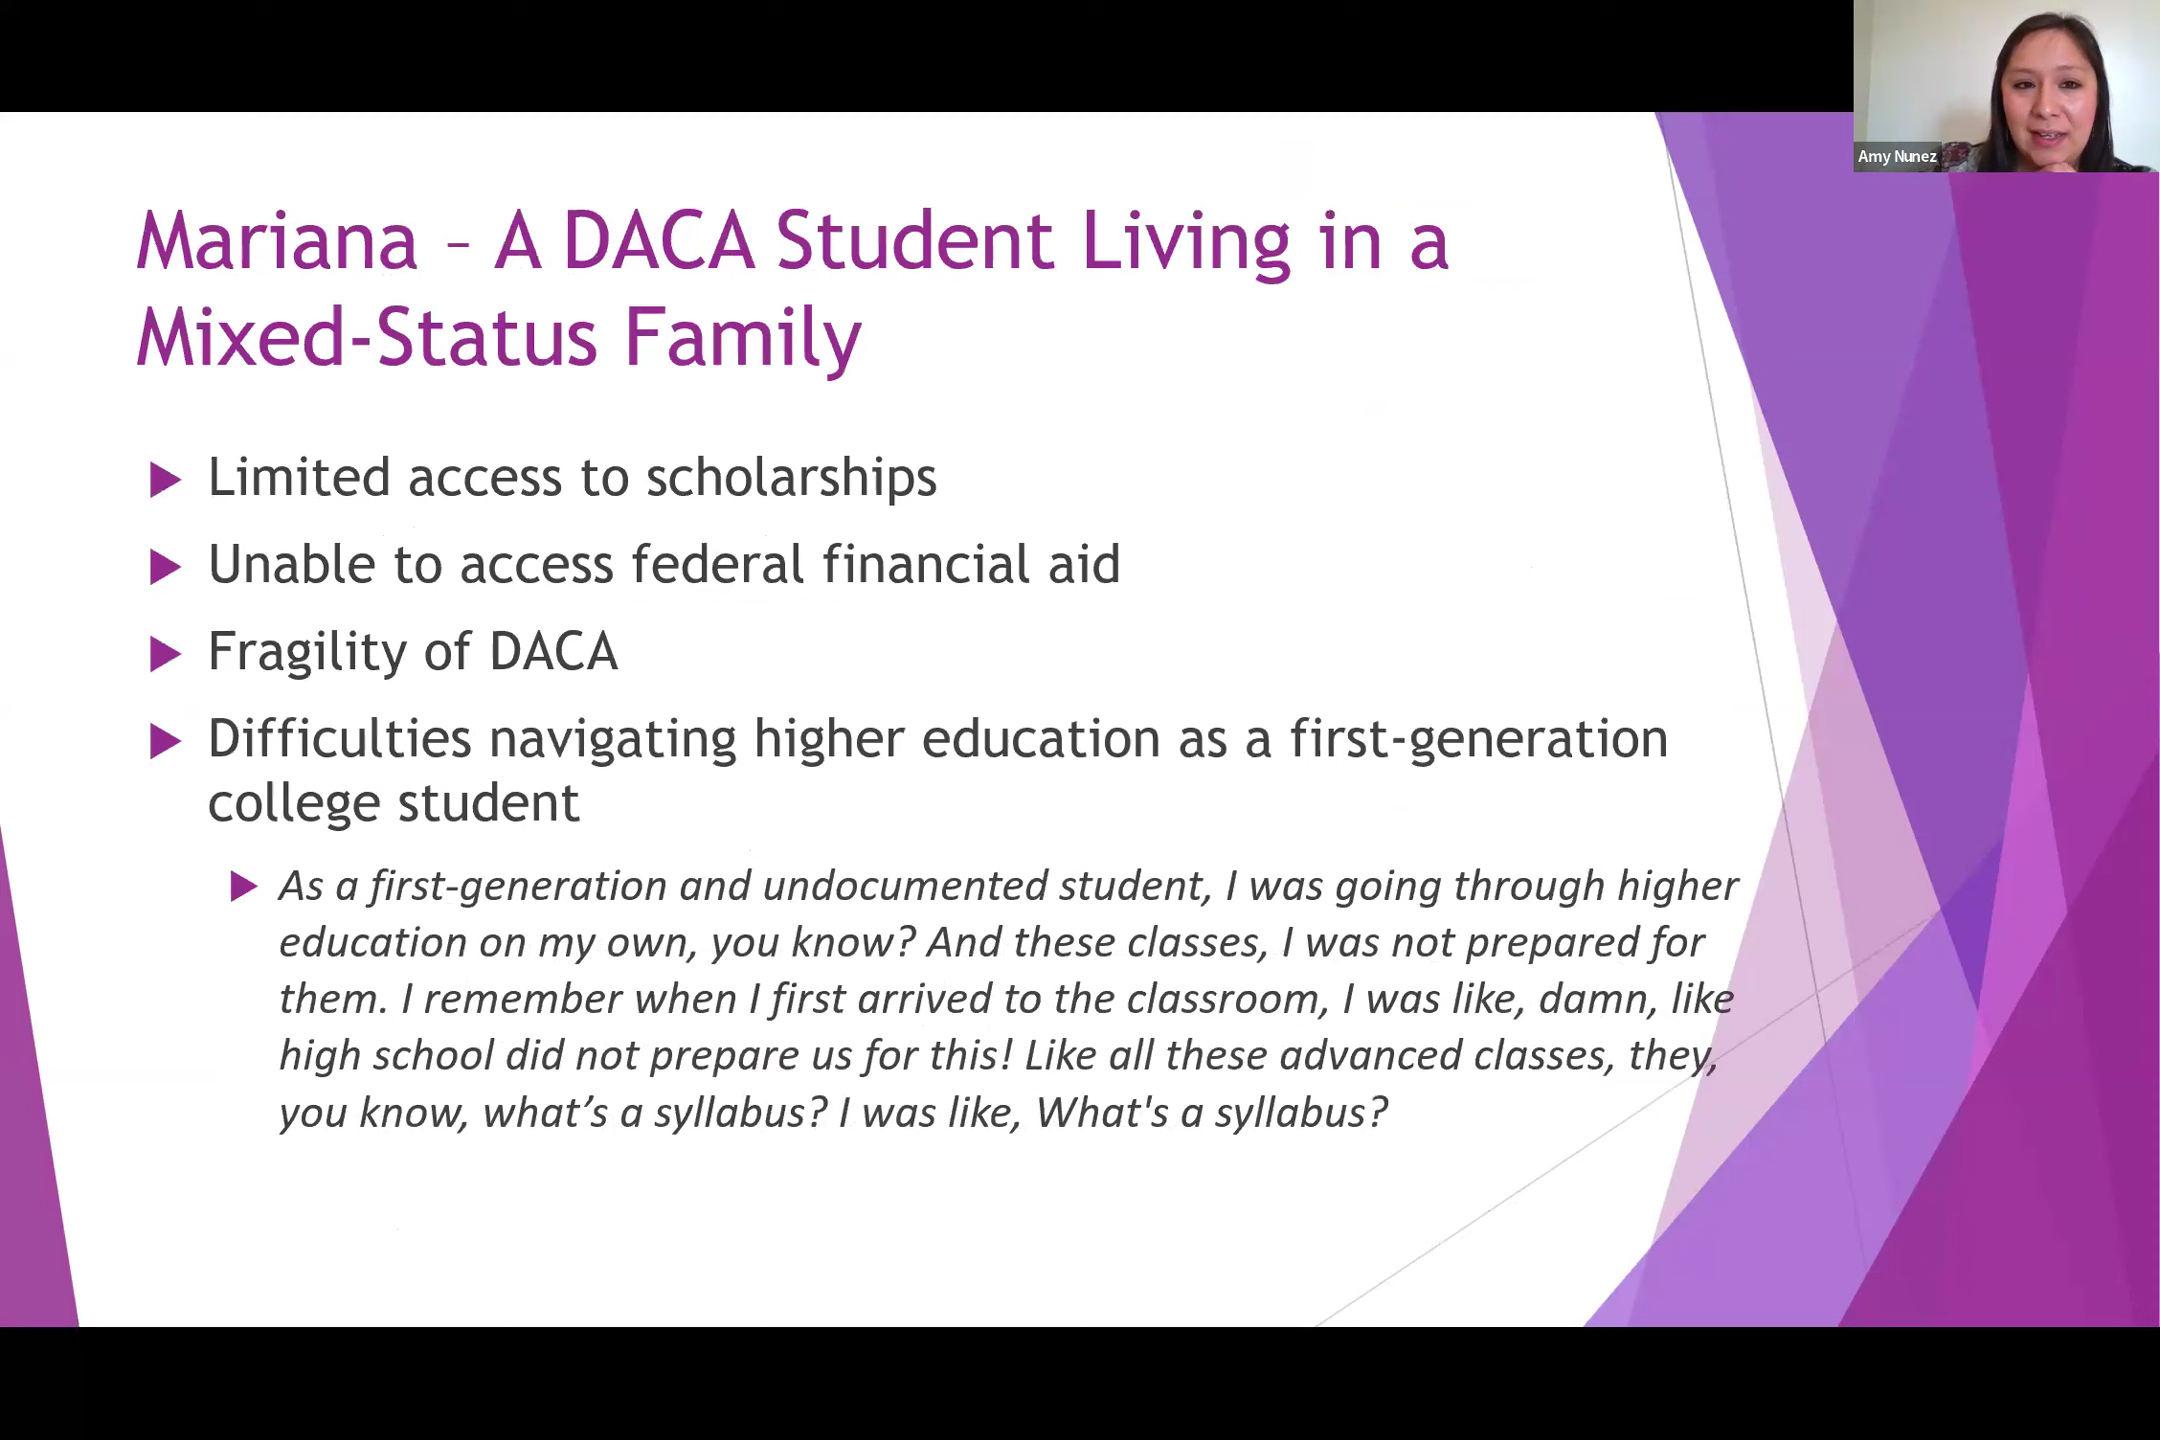 Amy Nunez
Mariana – A DACA Student Living in a
Mixed-Status Family
Limited access to scholarships
Unable to access federal financial aid
Fragility of DACA
Difficulties navigating higher education as a first-generation
college student
As a first-generation and undocumented student, I was going through higher
education on my own, you know? And these classes, I was not prepared for
them. I remember when I first arrived to the classroom, I was like, damn, like
high school did not prepare us for this! Like all these advanced classes, they,
you know, what’s a syllabus? I was like, What's a syllabus?